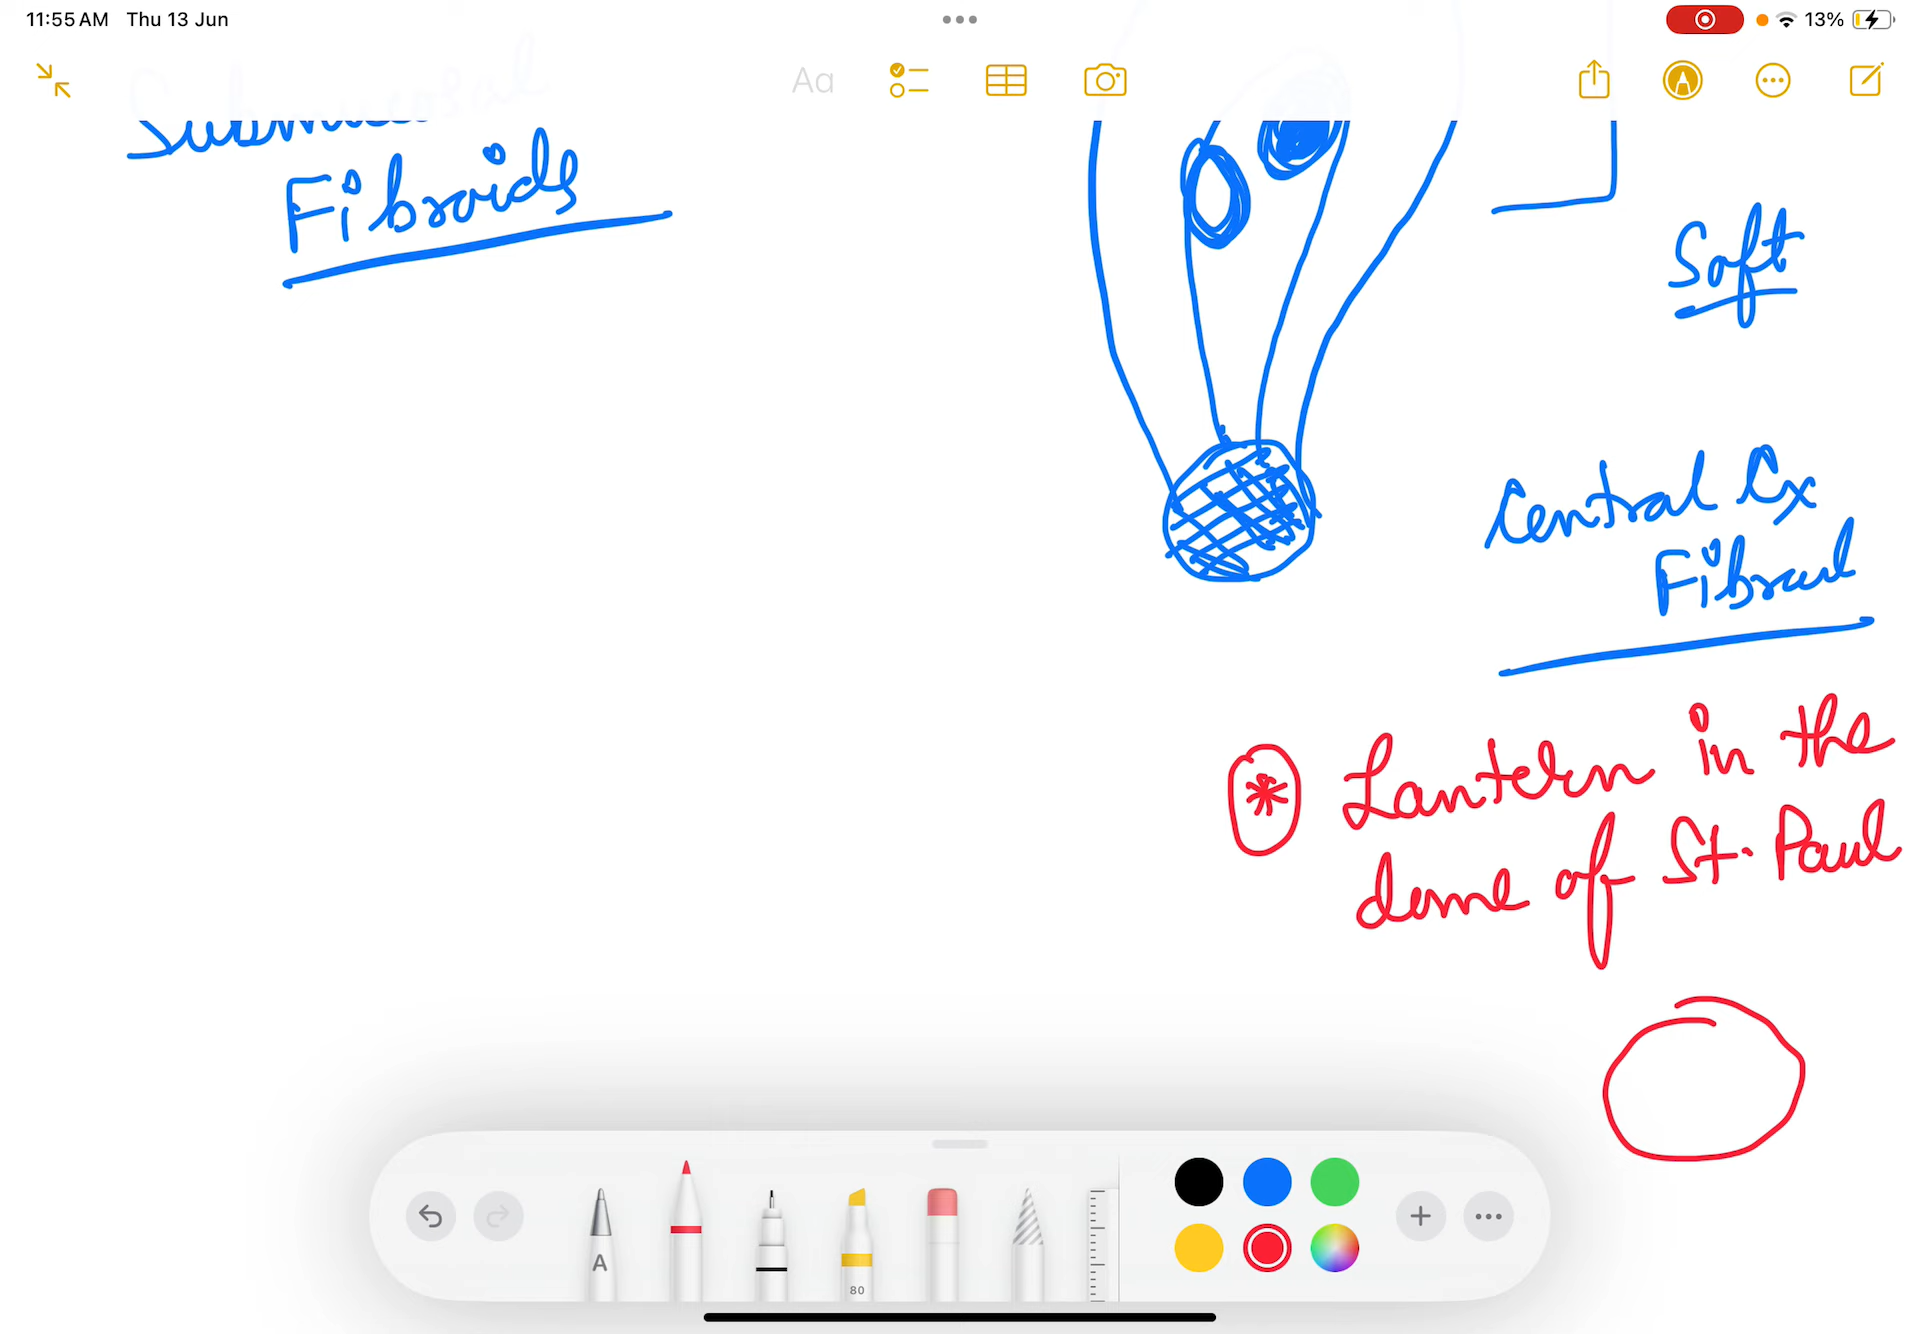 11:55 AM Thu 13 Jun
13%
Aa
Submucosal
Fibroids
Soft
Central Cx
Fibroid
* Lantern in the
dome of St. Paul
A
80